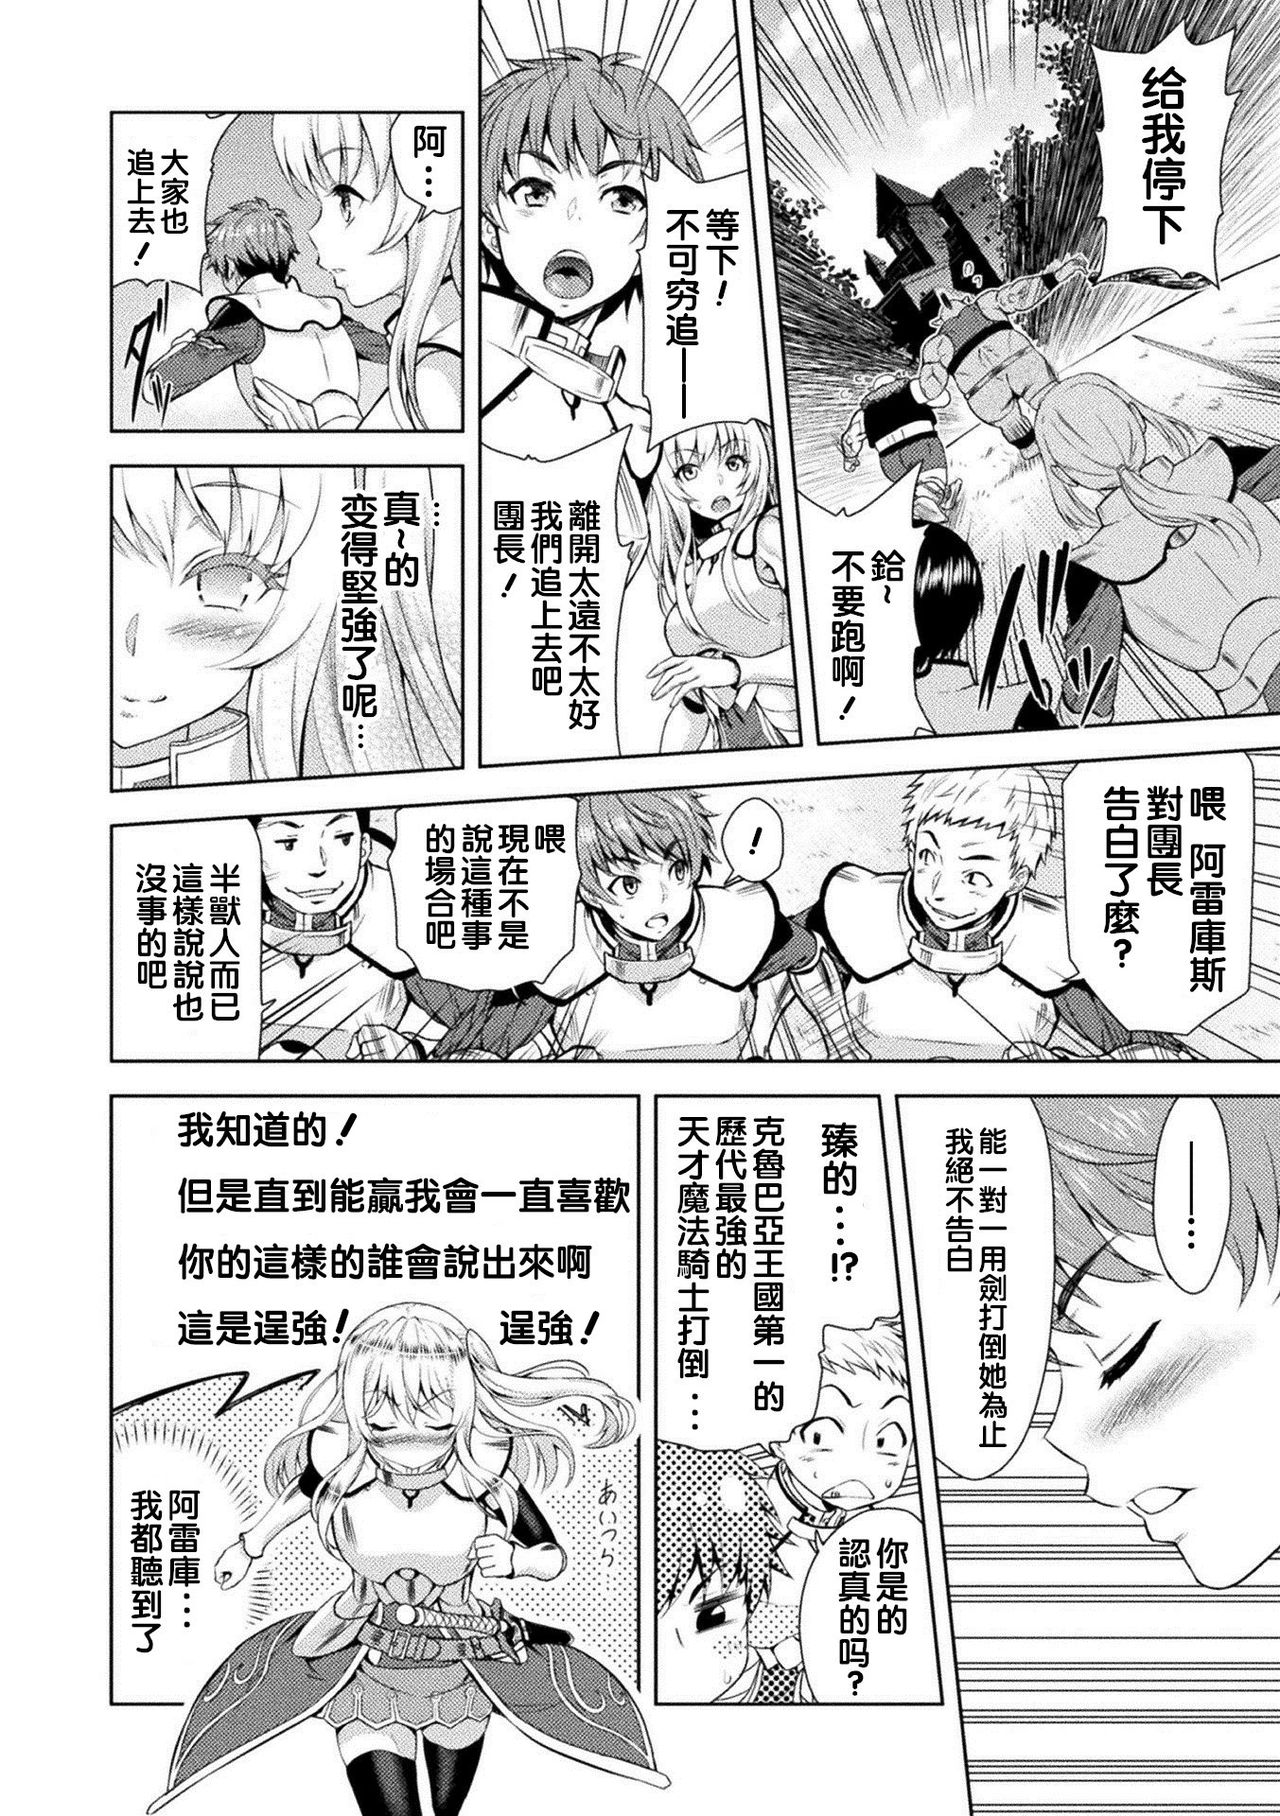 给我停下
鈶~
不要跑啊！
等下！
不可穷追——
離開太遠不太好
我們追上去吧
團長！
阿…
大家也
追上去！
…
真~的
变得堅強了呢…
喂 阿雷庫斯
對團長
告白了麼？
！
喂
現在不是
說這種事
的場合吧
半獸人而已
這樣說說也
沒事的吧
——…
能一對一用劍打倒她為止
我絕不告白
臻的…！？
克魯巴亞王國第一的
歷代最強的
天才魔法騎士打倒…
你是的
認真的吗？
我知道的！
但是直到能贏我會一直喜歡
你的這樣的誰會說出來啊
這是逞強！ 逞強！
あいつら
阿雷庫…
我都聽到了